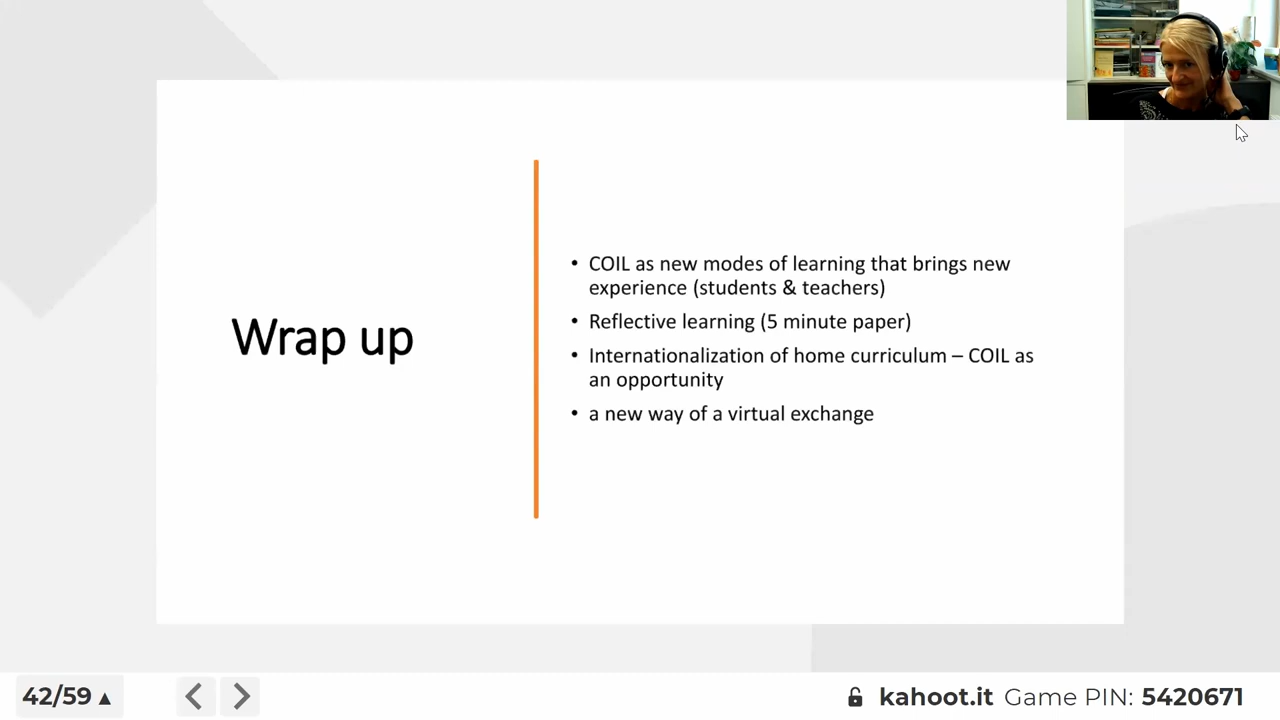 Wrap up
• COIL as new modes of learning that brings new
experience (students & teachers)
• Reflective learning (5 minute paper)
• Internationalization of home curriculum – COIL as
an opportunity
• a new way of a virtual exchange
42/59 ▲
kahoot.it Game PIN: 5420671